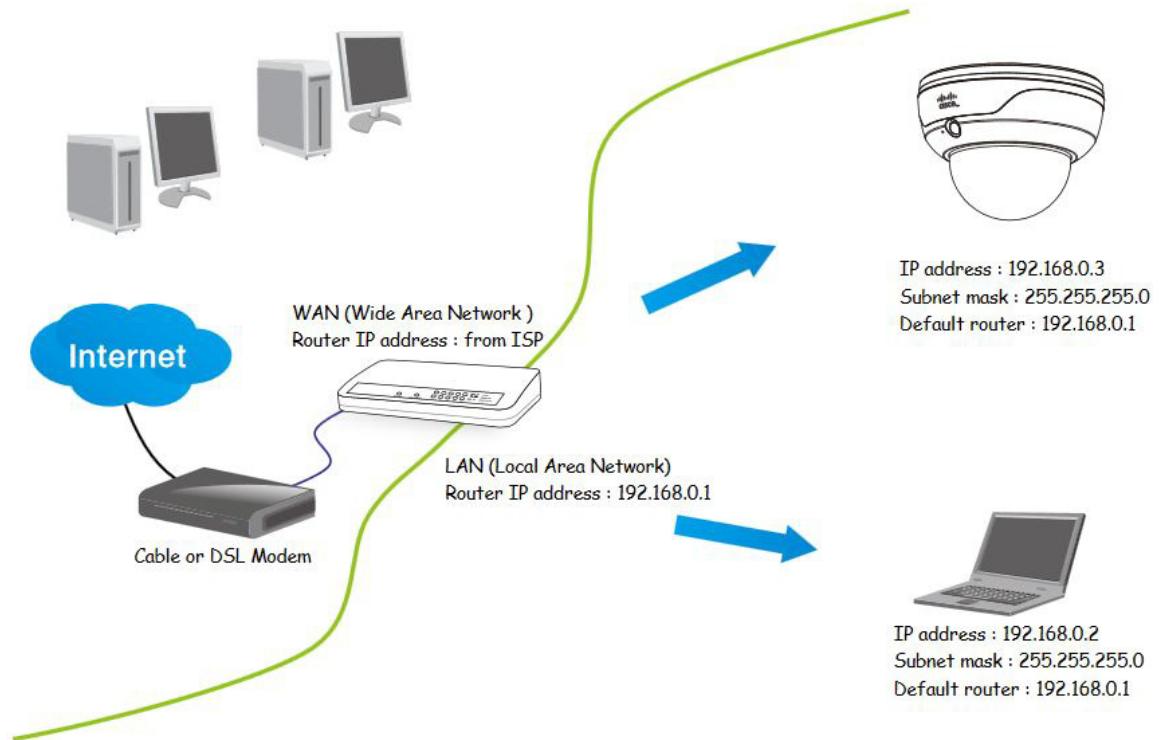 CISCO
IP address : 192.168.0.3
Subnet mask : 255.255.255.0
Default router : 192.168.0.1
WAN (Wide Area Network )
Router IP address : from ISP
Internet
LAN (Local Area Network)
Router IP address : 192.168.0.1
Cable or DSL Modem
IP address : 192.168.0.2
Subnet mask : 255.255.255.0
Default router : 192.168.0.1